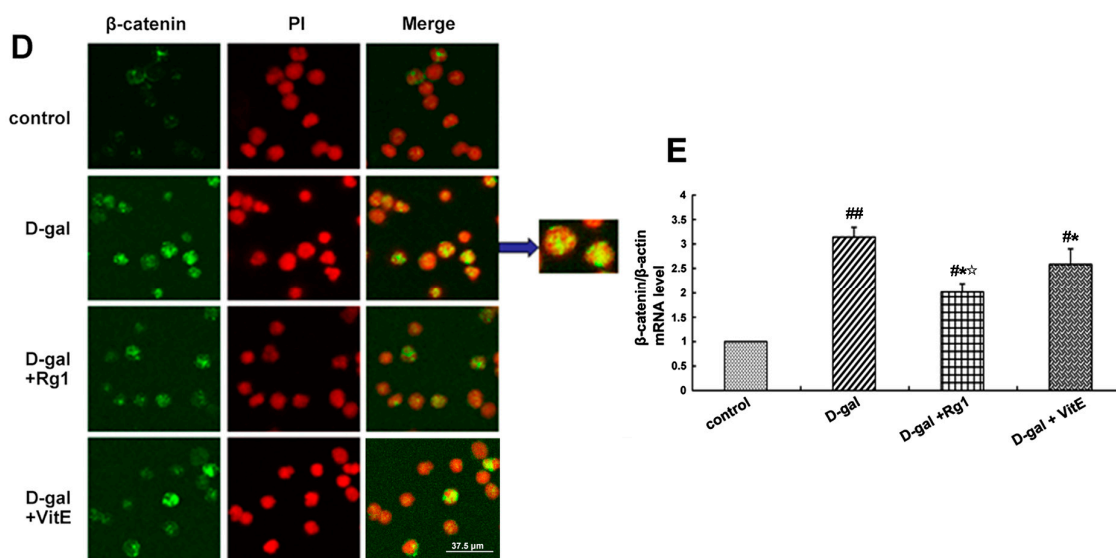 D
β-catenin PI Merge
control
D-gal
D-gal
+Rg1
D-gal
+VitE
37.5 µm
E
β-catenin/β-actin
mRNA level
4
3.5
3
2.5
2
1.5
1
0.5
0
##
#*☆
#*
control
D-gal
D-gal +Rg1
D-gal + VitE